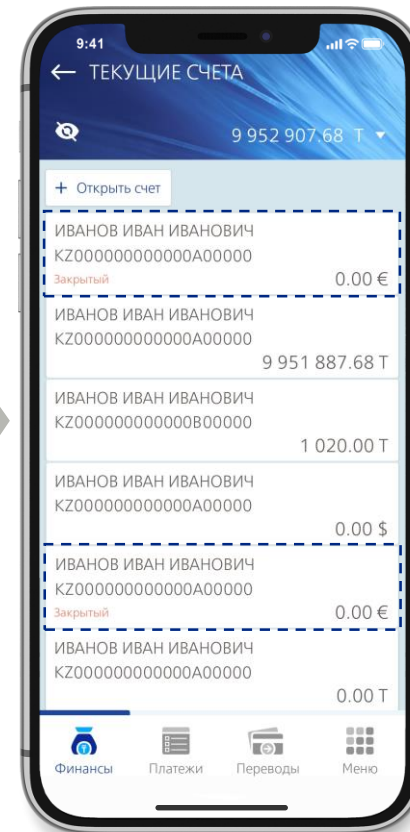 9:41
← ТЕКУЩИЕ СЧЕТА
9 952 907.68 T
+ Открыть счет
ИВАНОВ ИВАН ИВАНОВИЧ
KZ000000000000A00000
Закрытый 0.00 €
ИВАНОВ ИВАН ИВАНОВИЧ
KZ000000000000A00000
9 951 887.68 T
ИВАНОВ ИВАН ИВАНОВИЧ
KZ000000000000B00000
1 020.00 T
ИВАНОВ ИВАН ИВАНОВИЧ
KZ000000000000A00000
0.00 $
ИВАНОВ ИВАН ИВАНОВИЧ
KZ000000000000A00000
Закрытый 0.00 €
ИВАНОВ ИВАН ИВАНОВИЧ
KZ000000000000A00000
0.00 T
Финансы Платежи Переводы Меню